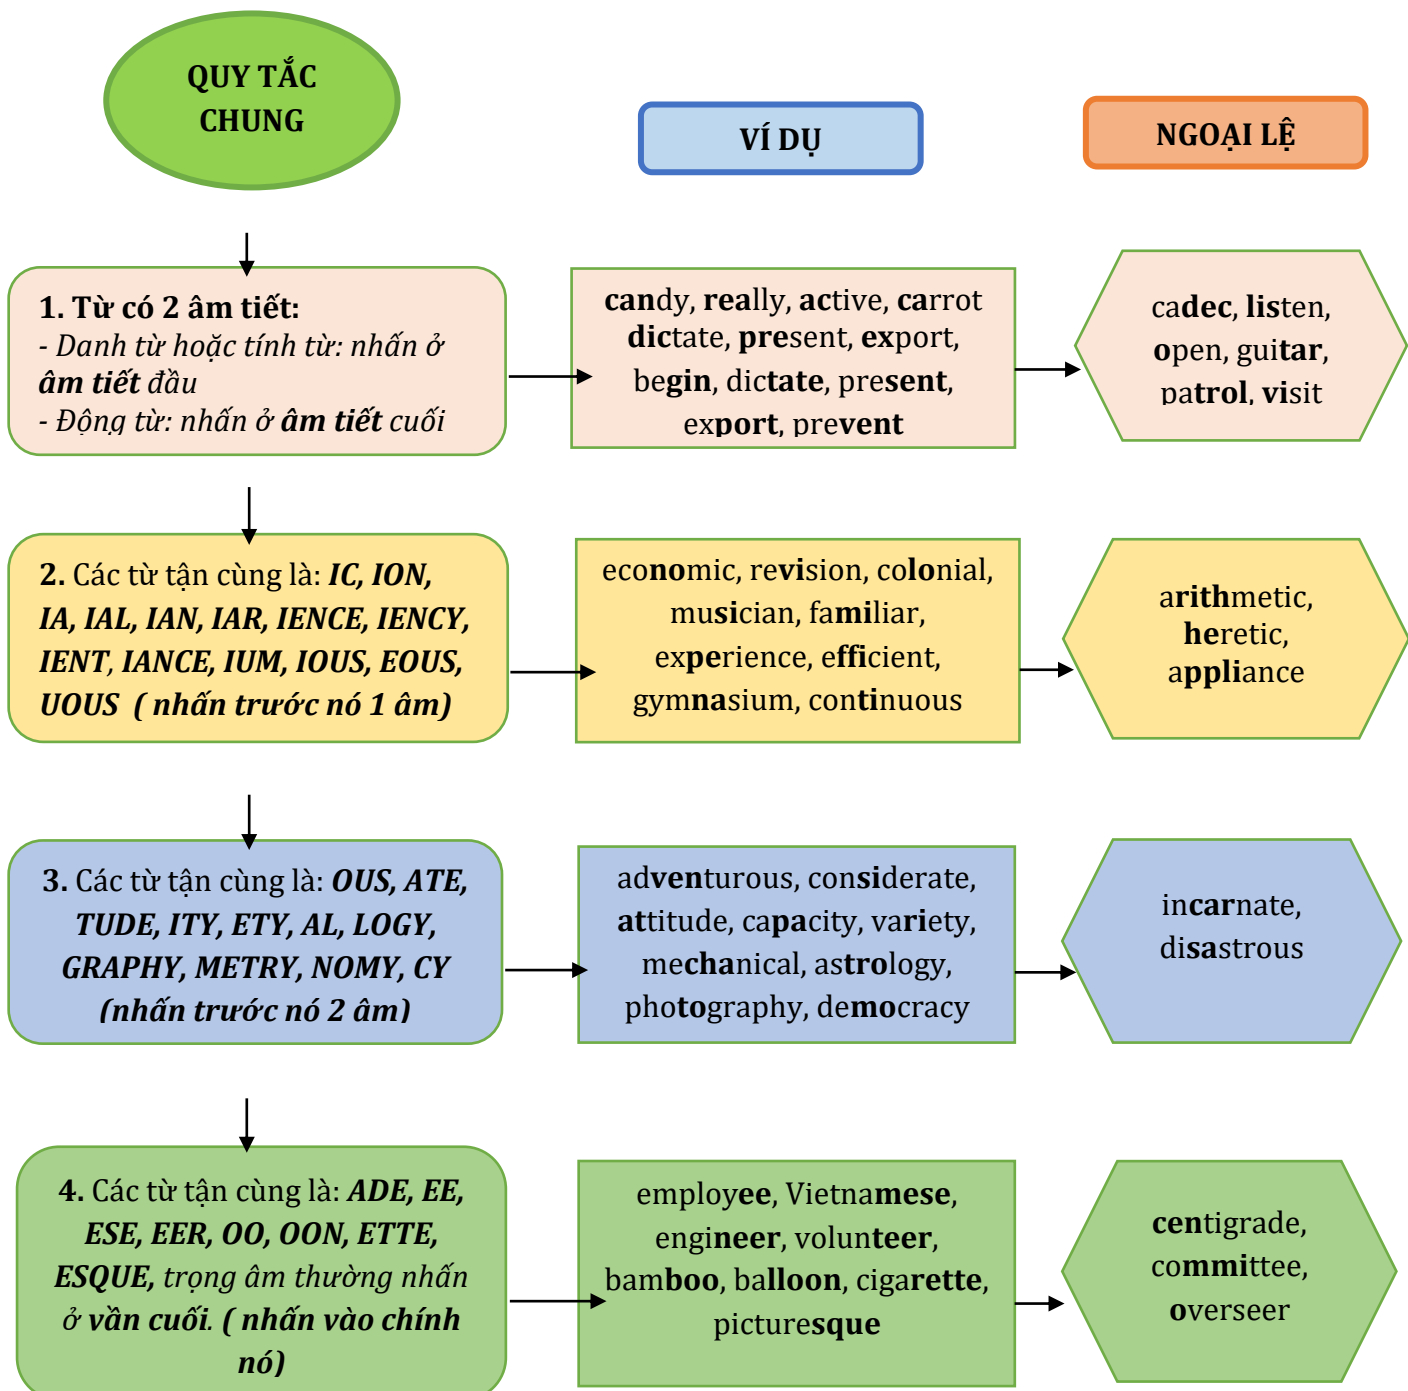 QUY TẮC
CHUNG
VÍ DỤ
NGOẠI LỆ
1. Từ có 2 âm tiết:
- Danh từ hoặc tính từ: nhấn ở
âm tiết đầu
- Động từ: nhấn ở âm tiết cuối
candy, really, active, carrot
dictate, present, export,
begin, dictate, present,
export, prevent
cadec, listen,
open, guitar,
patrol, visit
2. Các từ tận cùng là: IC, ION,
IA, IAL, IAN, IAR, IENCE, IENCY,
IENT, IANCE, IUM, IOUS, EOUS,
UOUS ( nhấn trước nó 1 âm)
economic, revision, colonial,
musician, familiar,
experience, efficient,
gymnasium, continuous
arithmetic,
heretic,
appliance
3. Các từ tận cùng là: OUS, ATE,
TUDE, ITY, ETY, AL, LOGY,
GRAPHY, METRY, NOMY, CY
(nhấn trước nó 2 âm)
adventurous, considerate,
attitude, capacity, variety,
mechanical, astrology,
photography, democracy
incarnate,
disastrous
4. Các từ tận cùng là: ADE, EE,
ESE, EER, OO, OON, ETTE,
ESQUE, trọng âm thường nhấn
ở vần cuối. ( nhấn vào chính
nó)
employee, Vietnamese,
engineer, volunteer,
bamboo, balloon, cigarette,
picturesque
centigrade,
committee,
overseer